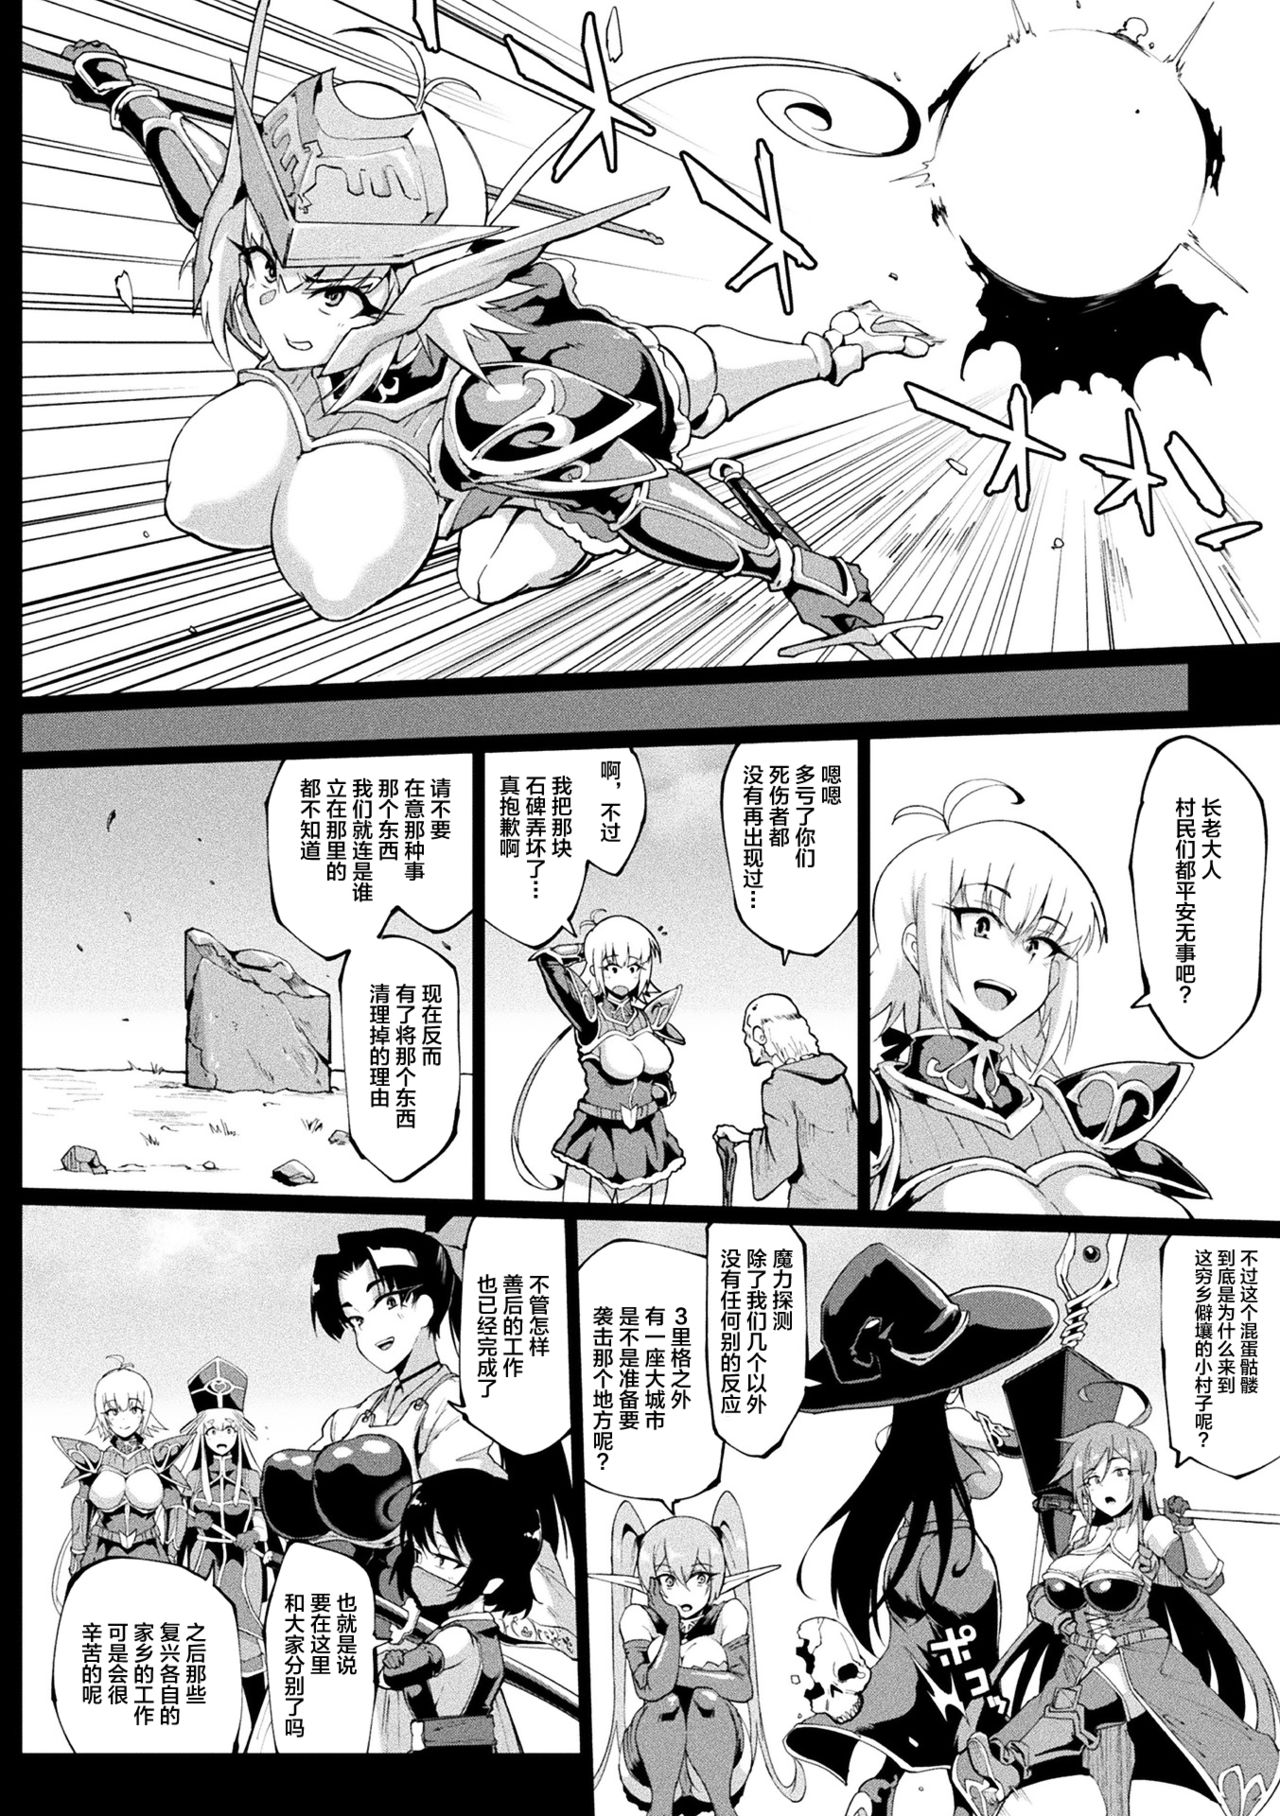 长老大人
村民们都平安无事吧？
嗯嗯
多亏了你们
死伤者都
没有再出现过…
啊，不过
我把那块
石碑弄坏了…
真抱歉啊
请不要
在意那种事
那个东西
我们就连是谁
立在那里的
都不知道
现在反而
有了将那个东西
清理掉的理由
不过这个混蛋骷髅
到底是为什么来到
这穷乡僻壤的小村子呢？
魔力探测
除了我们几个以外
没有任何别的反应
3里格之外
有一座大城市
是不是准备要
袭击那个地方呢？
ポコッ
不管怎样
善后的工作
也已经完成了
也就是说
要在这里
和大家分别了吗
之后那些
复兴各自的
家乡的工作
可是会很
辛苦的呢